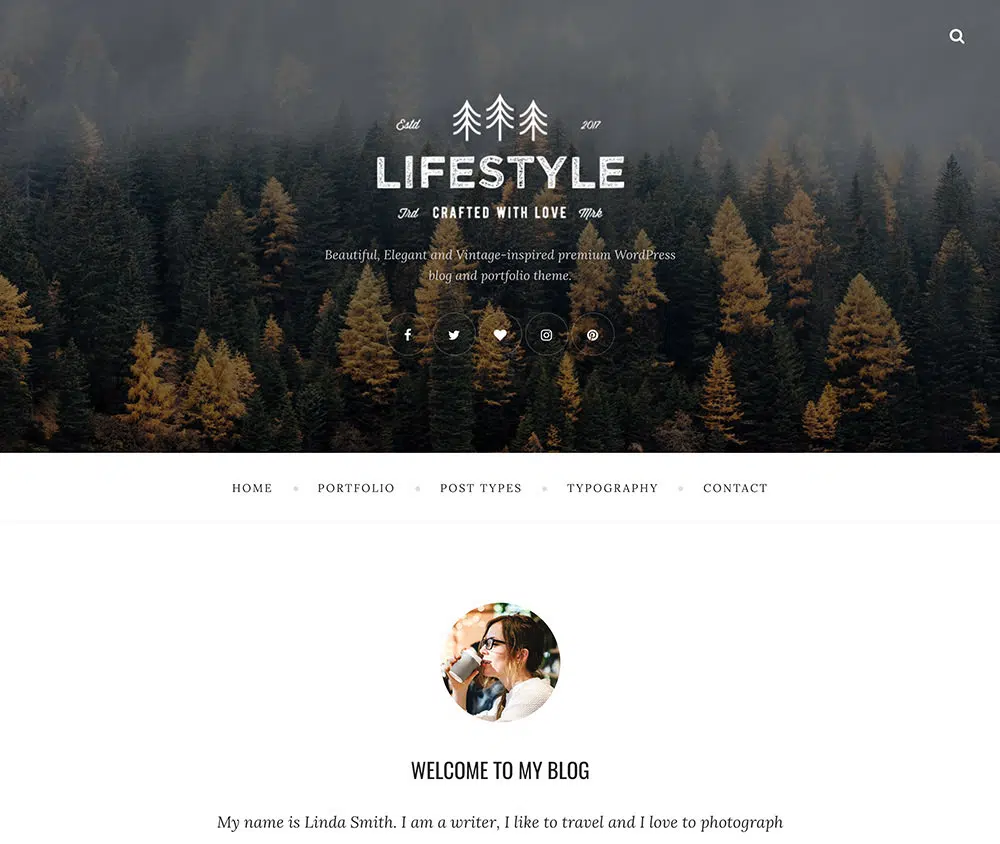 Estd 2017
LIFESTYLE
Trd CRAFTED WITH LOVE Mrk
Beautiful, Elegant and Vintage-inspired premium WordPress
blog and portfolio theme.
HOME PORTFOLIO POST TYPES TYPOGRAPHY CONTACT
WELCOME TO MY BLOG
My name is Linda Smith. I am a writer, I like to travel and I love to photograph